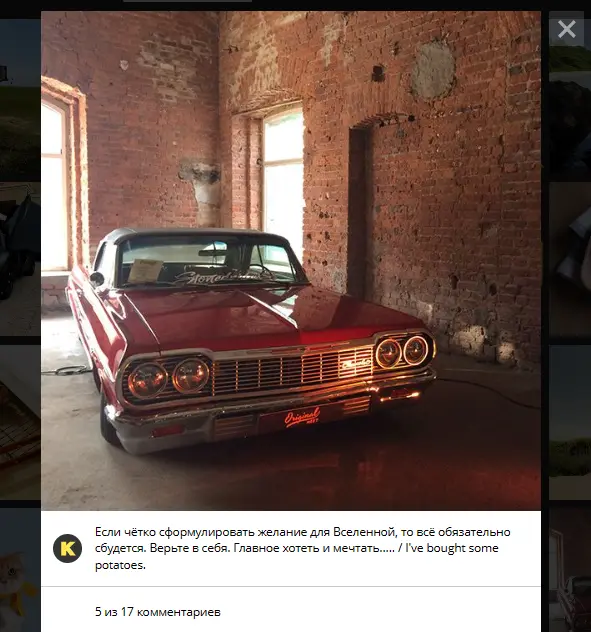 Original
K
Если чётко сформулировать желание для Вселенной, то всё обязательно
сбудется. Верьте в себя. Главное хотеть и мечтать..... / I've bought some
potatoes.
5 из 17 комментариев